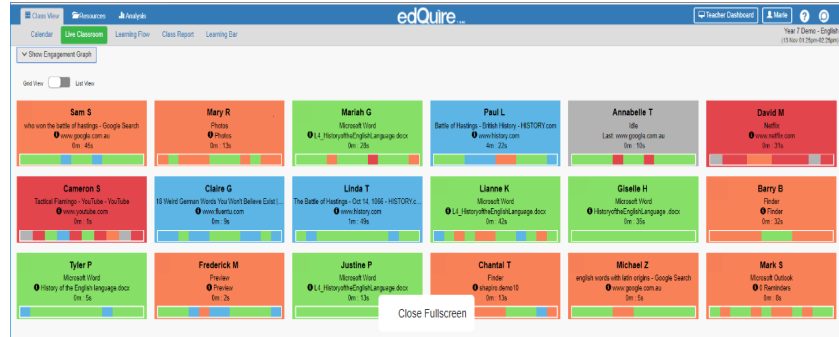 Class View Resources Analysis edQuire Teacher Dashboard Marie ?
Calendar Live Classroom Learning Flow Class Report Learning Bar Year 7 Demo - English
(13 Nov 01:25pm-02:25pm)
Show Engagement Graph
Grid View List View
Sam S
who won the battle of hastings - Google Search
www.google.com.au
0m : 45s
Mary R
Photos
Photos
0m : 13s
Mariah G
Microsoft Word
L4_HistoryoftheEnglishLanguage.docx
0m : 28s
Paul L
Battle of Hastings - British History - HISTORY.com
www.history.com
4m : 22s
Annabelle T
Idle
Last: www.google.com.au
0m : 10s
David M
Netflix
www.netflix.com
0m : 31s
Cameron S
Tactical Flamingo - YouTube - YouTube
www.youtube.com
0m : 1s
Claire G
18 Weird German Words You Won't Believe Exist |...
www.fluentu.com
0m : 9s
Linda T
The Battle of Hastings - Oct 14, 1066 - HISTORY.c...
www.history.com
1m : 49s
Lianne K
Microsoft Word
L4_HistoryoftheEnglishLanguage.docx
0m : 42s
Giselle H
Microsoft Word
HistoryoftheEnglishLanguage .docx
0m : 35s
Barry B
Finder
Finder
0m : 32s
Tyler P
Microsoft Word
History of the English language.docx
0m : 5s
Frederick M
Preview
Preview
0m : 2s
Justine P
Microsoft Word
L4_HistoryoftheEnglishLanguage.docx
0m : 13s
Chantal T
Finder
shapiro demo10
0m : 13s
Michael Z
english words with latin origins - Google Search
www.google.com.au
0m : 5s
Mark S
Microsoft Outlook
0 Reminders
0m : 8s
Close Fullscreen